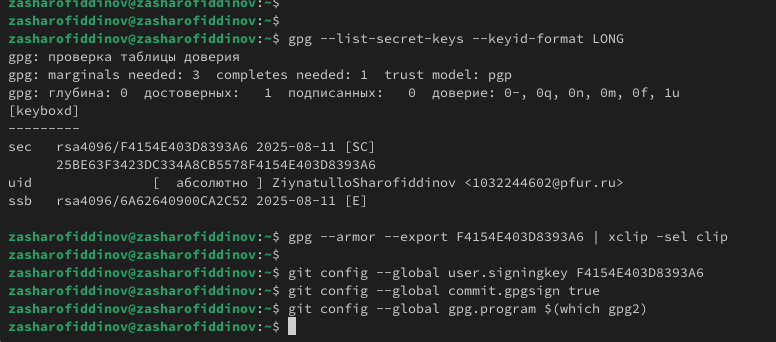 zasharofiddinov@zasharofiddinov:~$
zasharofiddinov@zasharofiddinov:~$
zasharofiddinov@zasharofiddinov:~$ gpg --list-secret-keys --keyid-format LONG
gpg: проверка таблицы доверия
gpg: marginals needed: 3  completes needed: 1  trust model: pgp
gpg: глубина: 0  достоверных:   1  подписанных:   0  доверие: 0-, 0q, 0n, 0m, 0f, 1u
[keyboxd]
---------
sec   rsa4096/F4154E403D8393A6 2025-08-11 [SC]
      25BE63F3423DC334A8CB5578F4154E403D8393A6
uid               [  абсолютно ] ZiynatulloSharofiddinov <1032244602@pfur.ru>
ssb   rsa4096/6A62640900CA2C52 2025-08-11 [E]
zasharofiddinov@zasharofiddinov:~$ gpg --armor --export F4154E403D8393A6 | xclip -sel clip
zasharofiddinov@zasharofiddinov:~$
zasharofiddinov@zasharofiddinov:~$ git config --global user.signingkey F4154E403D8393A6
zasharofiddinov@zasharofiddinov:~$ git config --global commit.gpgsign true
zasharofiddinov@zasharofiddinov:~$ git config --global gpg.program $(which gpg2)
zasharofiddinov@zasharofiddinov:~$